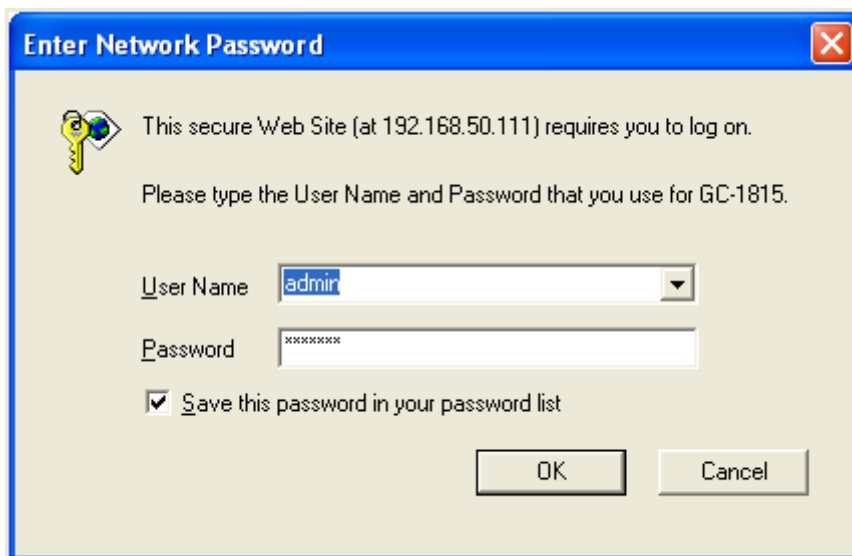 Enter Network Password
This secure Web Site (at 192.168.50.111) requires you to log on.
Please type the User Name and Password that you use for GC-1815.
User Name admin
Password *******
Save this password in your password list
OK Cancel